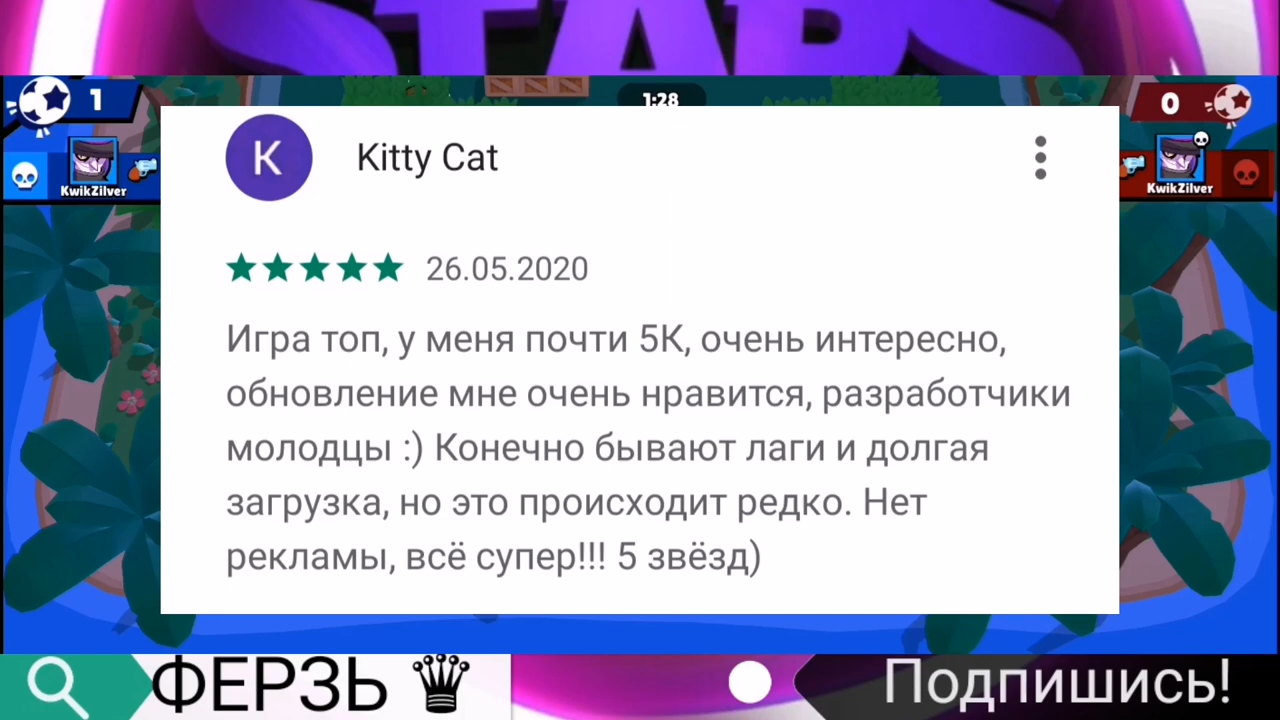 STAR
1
1:28
0
KwikZilver
KwikZilver
K
Kitty Cat
26.05.2020
Игра топ, у меня почти 5К, очень интересно,
обновление мне очень нравится, разработчики
молодцы :) Конечно бывают лаги и долгая
загрузка, но это происходит редко. Нет
рекламы, всё супер!!! 5 звёзд)
ФЕРЗЬ
Подпишись!